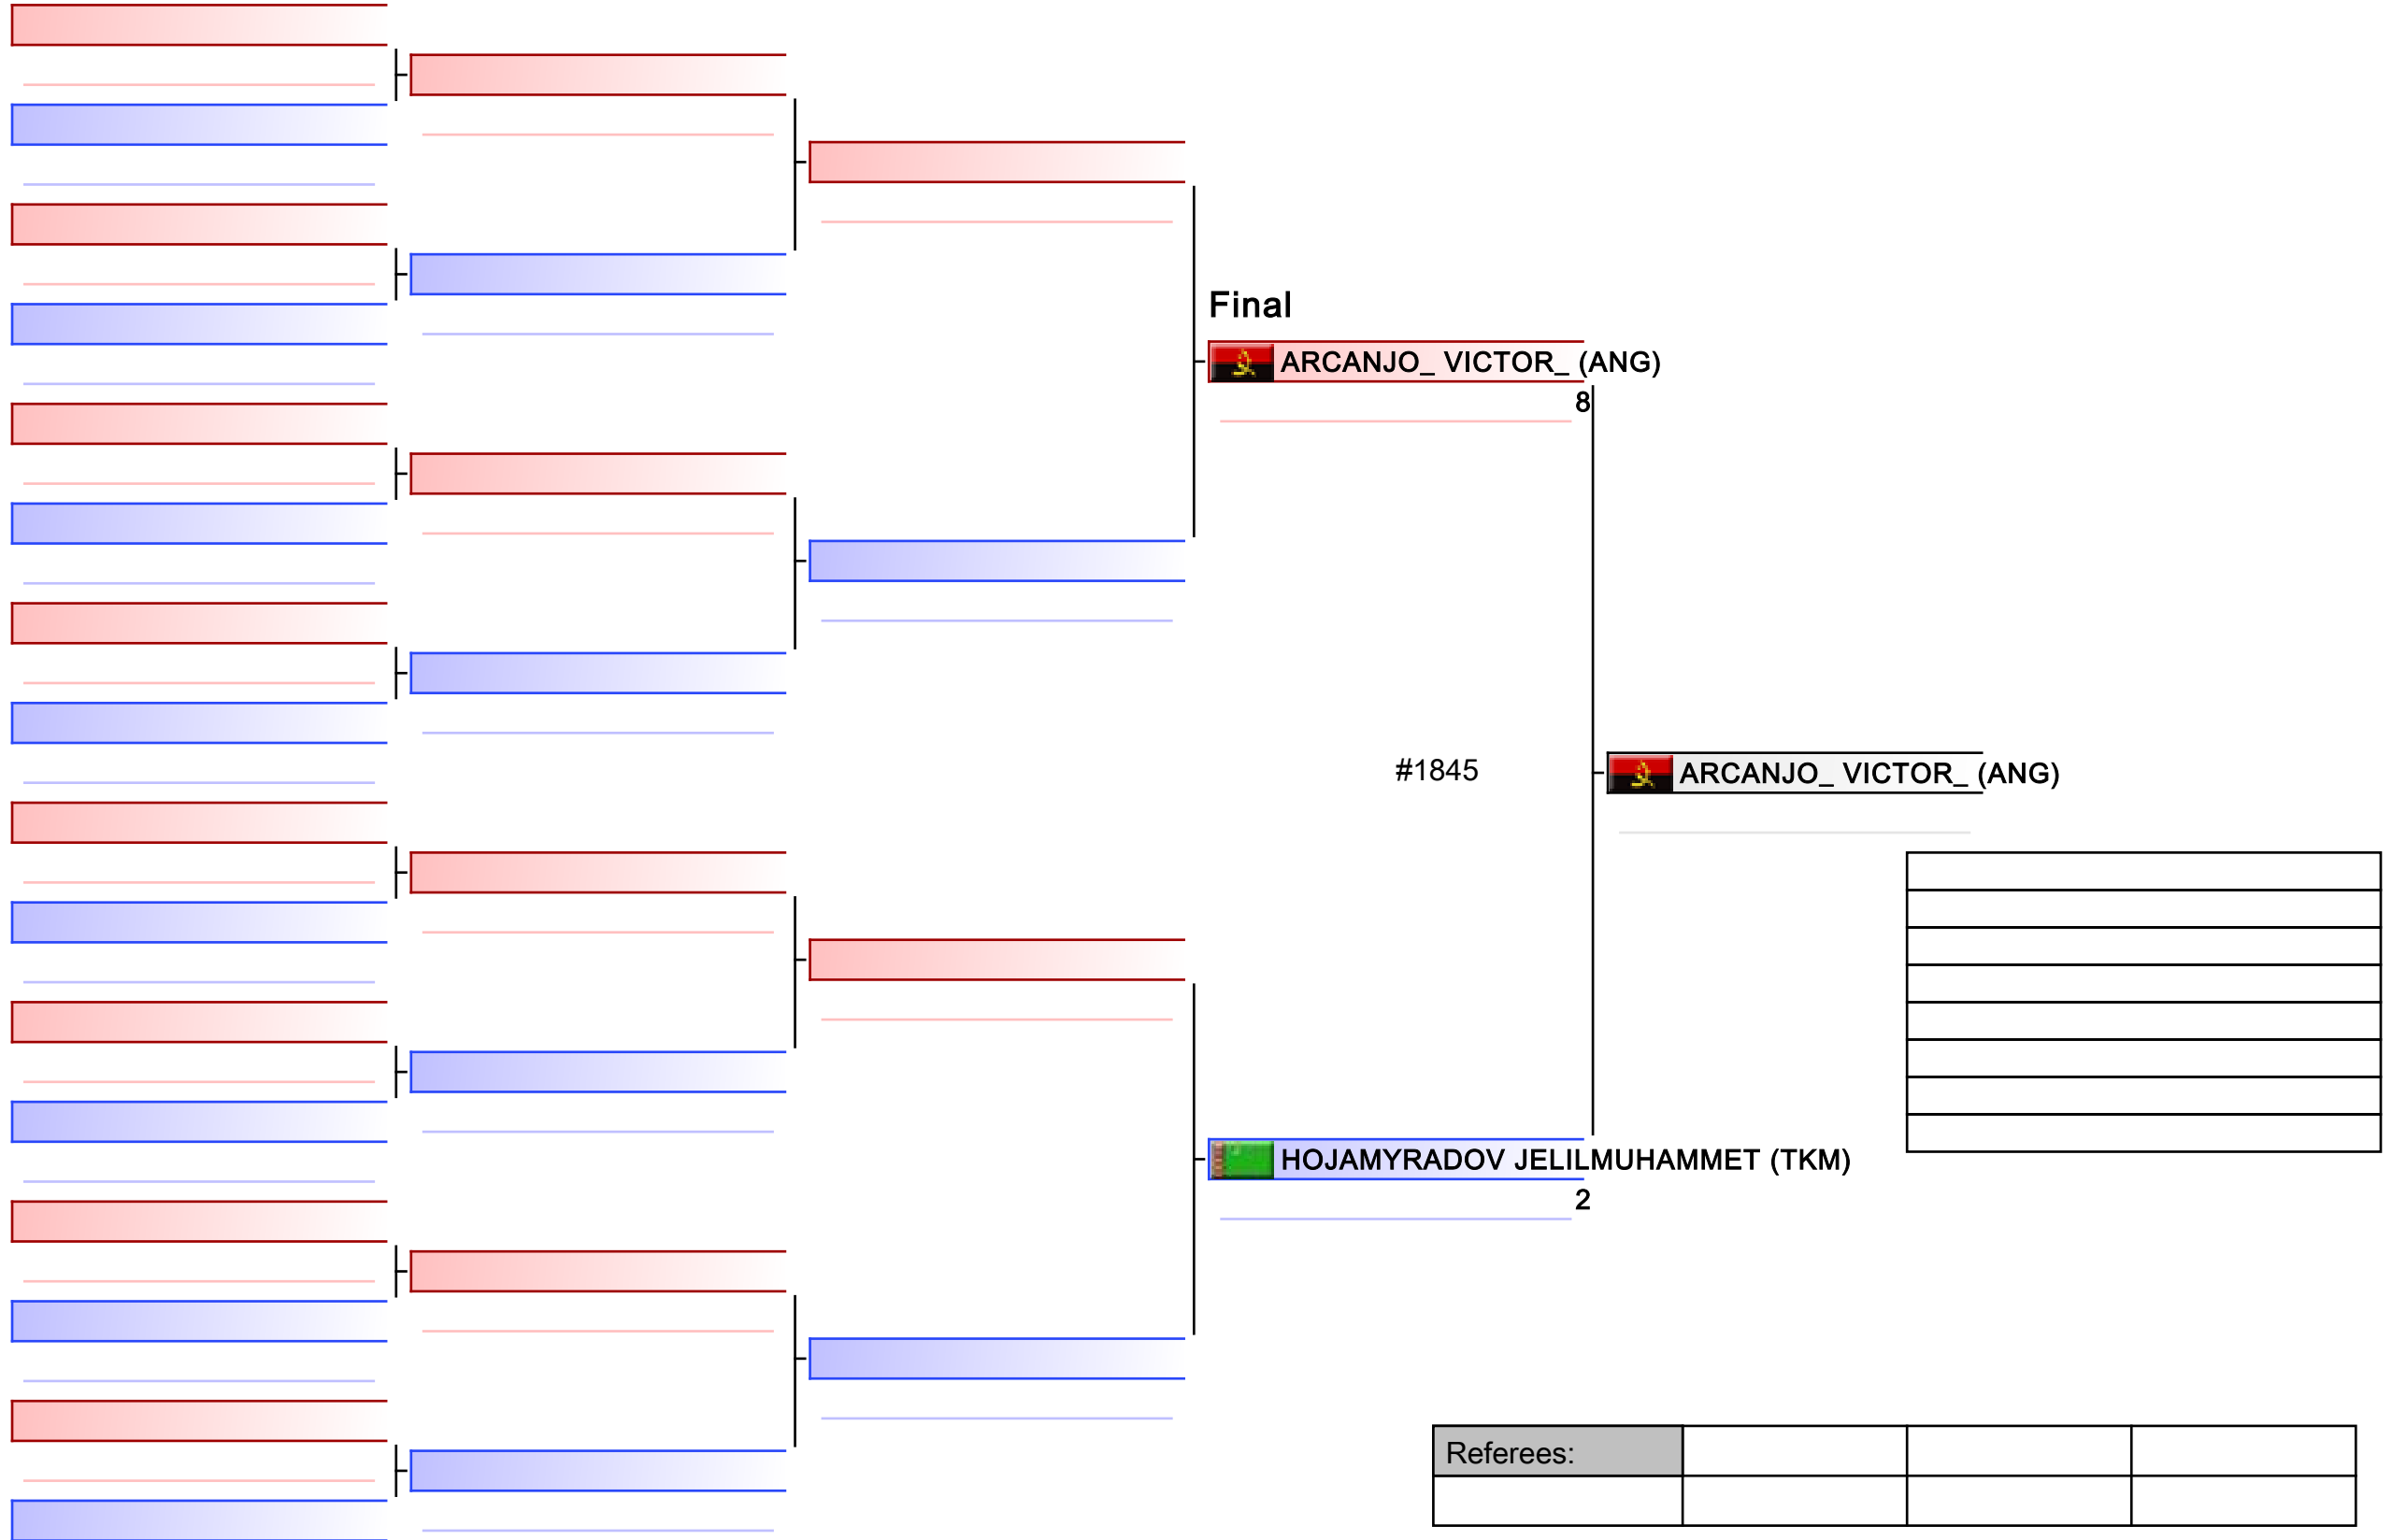 Final
ARCANJO_ VICTOR_ (ANG)
8
#1845
ARCANJO_ VICTOR_ (ANG)
HOJAMYRADOV JELILMUHAMMET (TKM)
2
Referees: